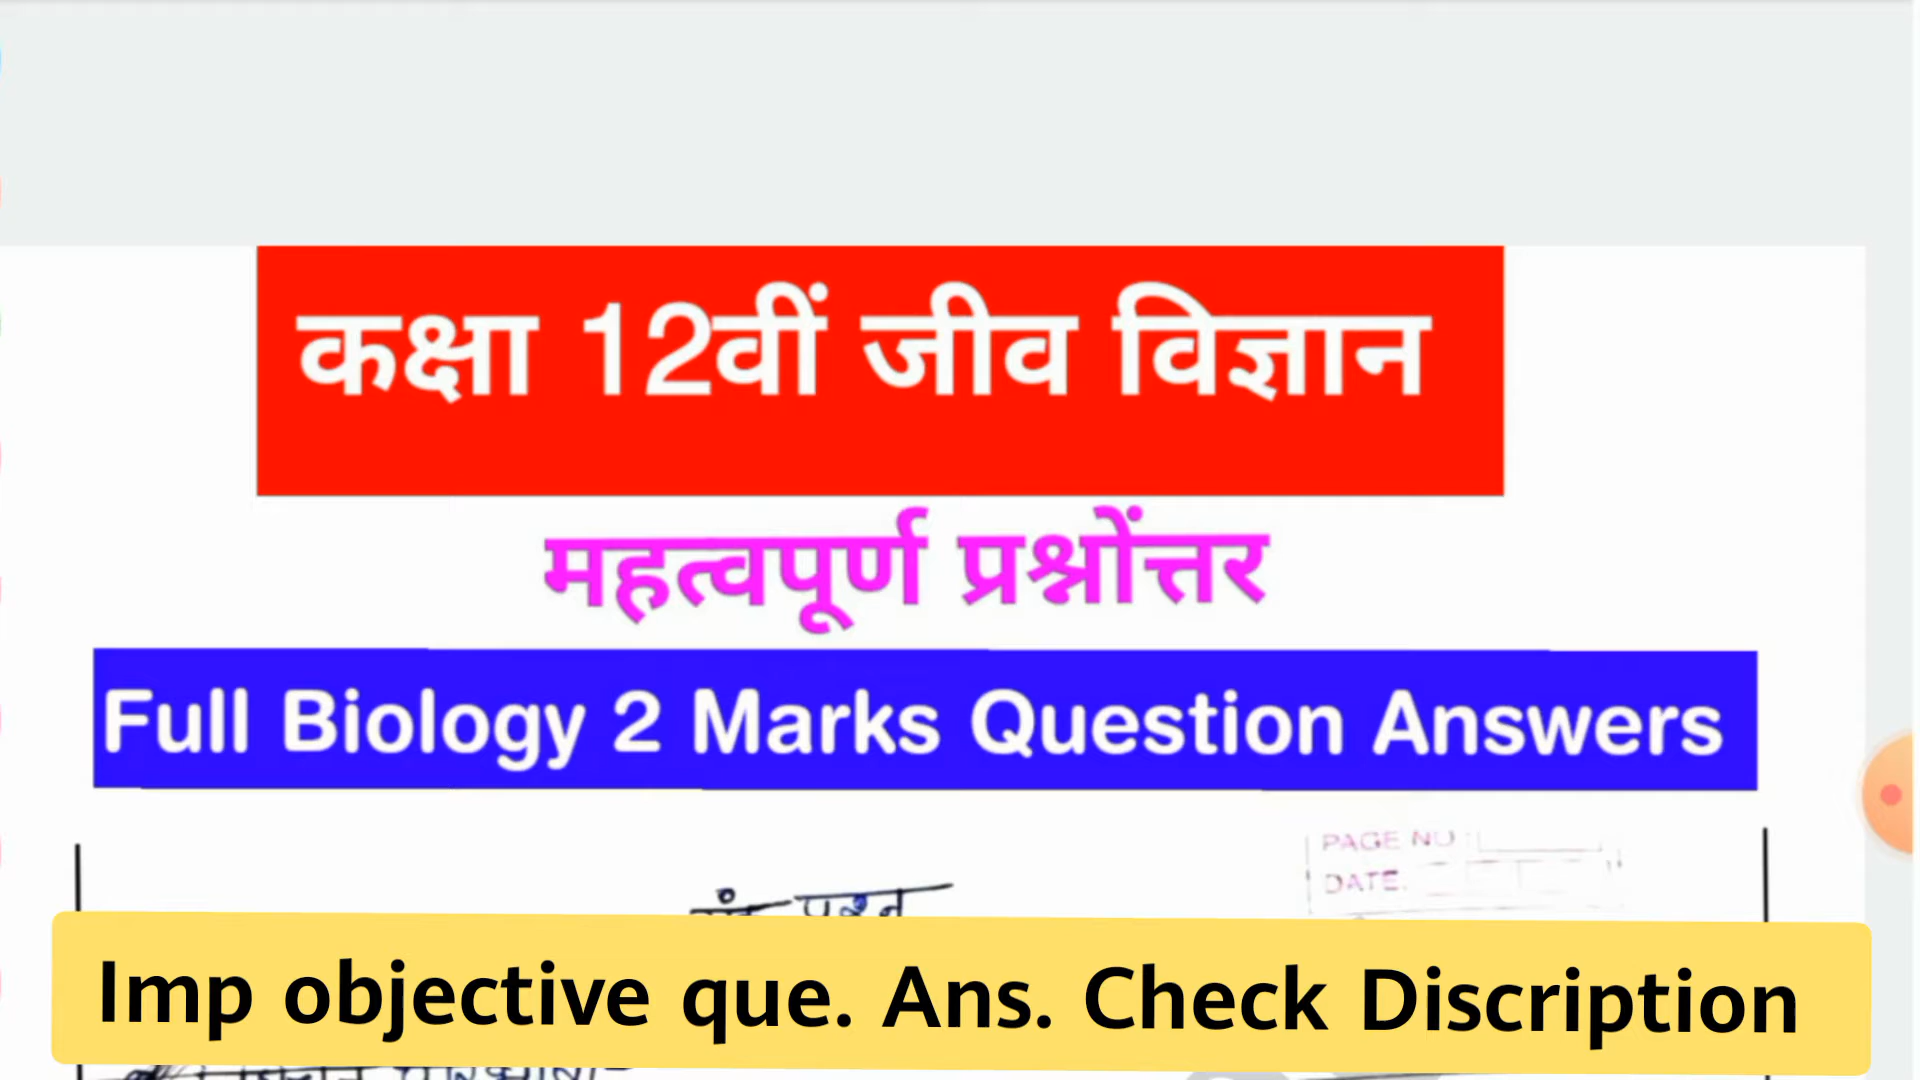 कक्षा 12वीं जीव विज्ञान
महत्वपूर्ण प्रश्नोंत्तर
Full Biology 2 Marks Question Answers
PAGE NO
DATE:
प्रश्न
Imp objective que. Ans. Check Discription